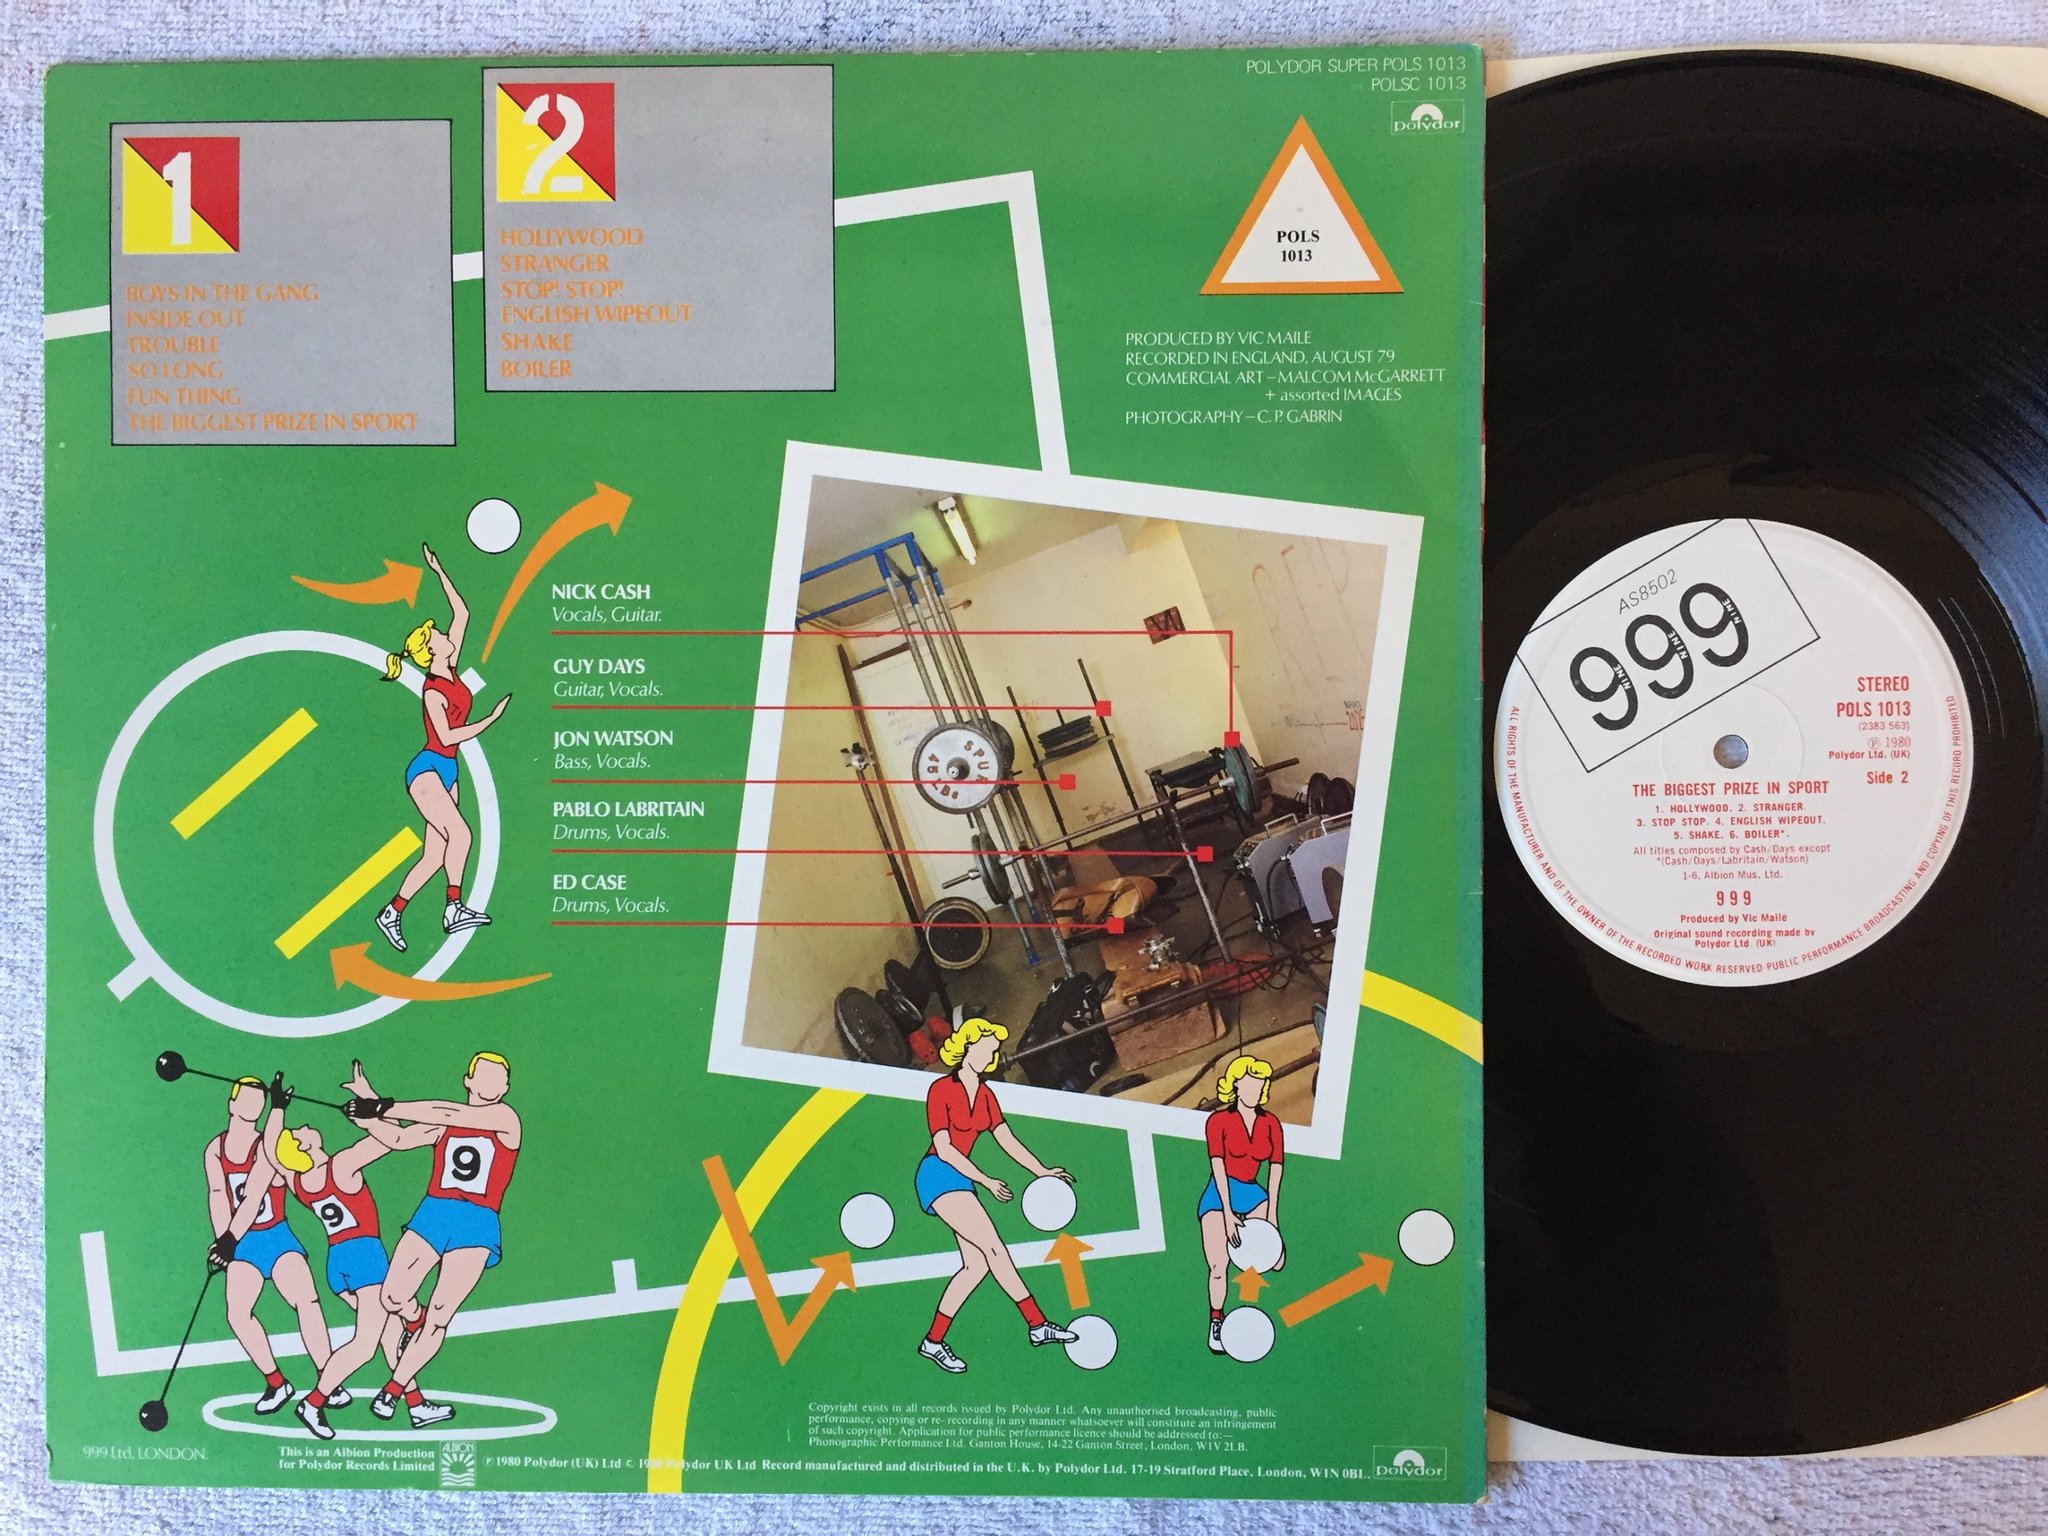 POLYDOR SUPER POLS 1013
POLSC 1013
polydor
1
BOYS IN THE GANG
INSIDE OUT
TROUBLE
SO LONG
FUN THING
THE BIGGEST PRIZE IN SPORT
2
HOLLYWOOD
STRANGER
STOP! STOP!
ENGLISH WIPEOUT
SHAKE
BOILER
POLS
1013
PRODUCED BY VIC MAILE
RECORDED IN ENGLAND, AUGUST 79
COMMERCIAL ART – MALCOM McGARRETT
+ assorted IMAGES
PHOTOGRAPHY – C. P. GABRIN
NICK CASH
Vocals, Guitar.
GUY DAYS
Guitar, Vocals.
JON WATSON
Bass, Vocals.
PABLO LABRITAIN
Drums, Vocals.
ED CASE
Drums, Vocals.
SPUR
45 LBS
9
9
9
Copyright exists in all records issued by Polydor Ltd. Any unauthorised broadcasting, public
performance, copying or re-recording in any manner whatsoever will constitute an infringement
of such copyright. Application for public performance licence should be addressed to:—
Phonographic Performance Ltd. Ganton House, 14-22 Ganton Street, London, W1V 2LB.
999 Ltd, LONDON.
This is an Albion Production
for Polydor Records Limited
ALBION
℗ 1980 Polydor (UK) Ltd © 1980 Polydor UK Ltd Record manufactured and distributed in the U.K. by Polydor Ltd. 17-19 Stratford Place, London, W1N 0BL.
polydor
AS8502
999
NINE NINE NINE
STEREO
POLS 1013
(2383 563)
℗ 1980
Polydor Ltd. (UK)
Side 2
THE BIGGEST PRIZE IN SPORT
1. HOLLYWOOD. 2. STRANGER.
3. STOP STOP. 4. ENGLISH WIPEOUT.
5. SHAKE. 6. BOILER*.
All titles composed by Cash/Days except
*(Cash/Days/Labritain/Watson)
1-6. Albion Mus. Ltd.
9 9 9
Produced by Vic Maile
Original sound recording made by
Polydor Ltd. (UK)
ALL RIGHTS OF THE MANUFACTURER AND OF THE OWNER OF THE RECORDED WORK RESERVED PUBLIC PERFORMANCE BROADCASTING AND COPYING OF THIS RECORD PROHIBITED